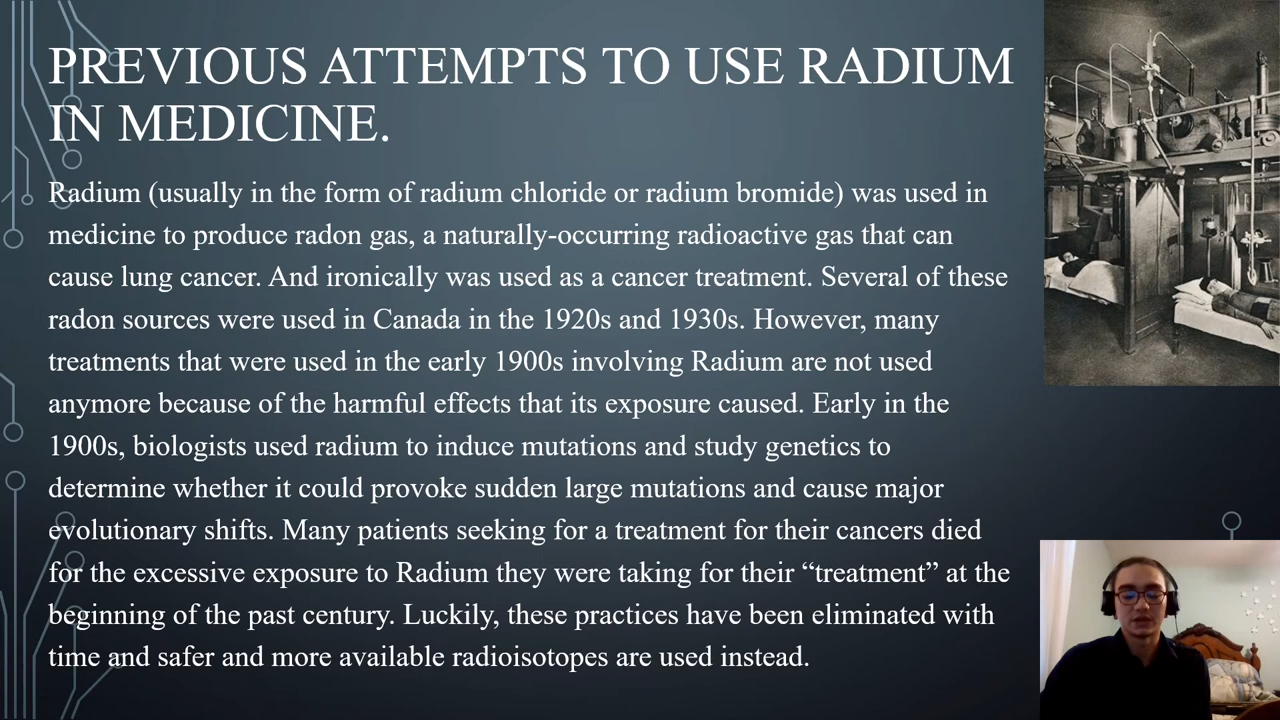 PREVIOUS ATTEMPTS TO USE RADIUM
IN MEDICINE.
Radium (usually in the form of radium chloride or radium bromide) was used in
medicine to produce radon gas, a naturally-occurring radioactive gas that can
cause lung cancer. And ironically was used as a cancer treatment. Several of these
radon sources were used in Canada in the 1920s and 1930s. However, many
treatments that were used in the early 1900s involving Radium are not used
anymore because of the harmful effects that its exposure caused. Early in the
1900s, biologists used radium to induce mutations and study genetics to
determine whether it could provoke sudden large mutations and cause major
evolutionary shifts. Many patients seeking for a treatment for their cancers died
for the excessive exposure to Radium they were taking for their “treatment” at the
beginning of the past century. Luckily, these practices have been eliminated with
time and safer and more available radioisotopes are used instead.